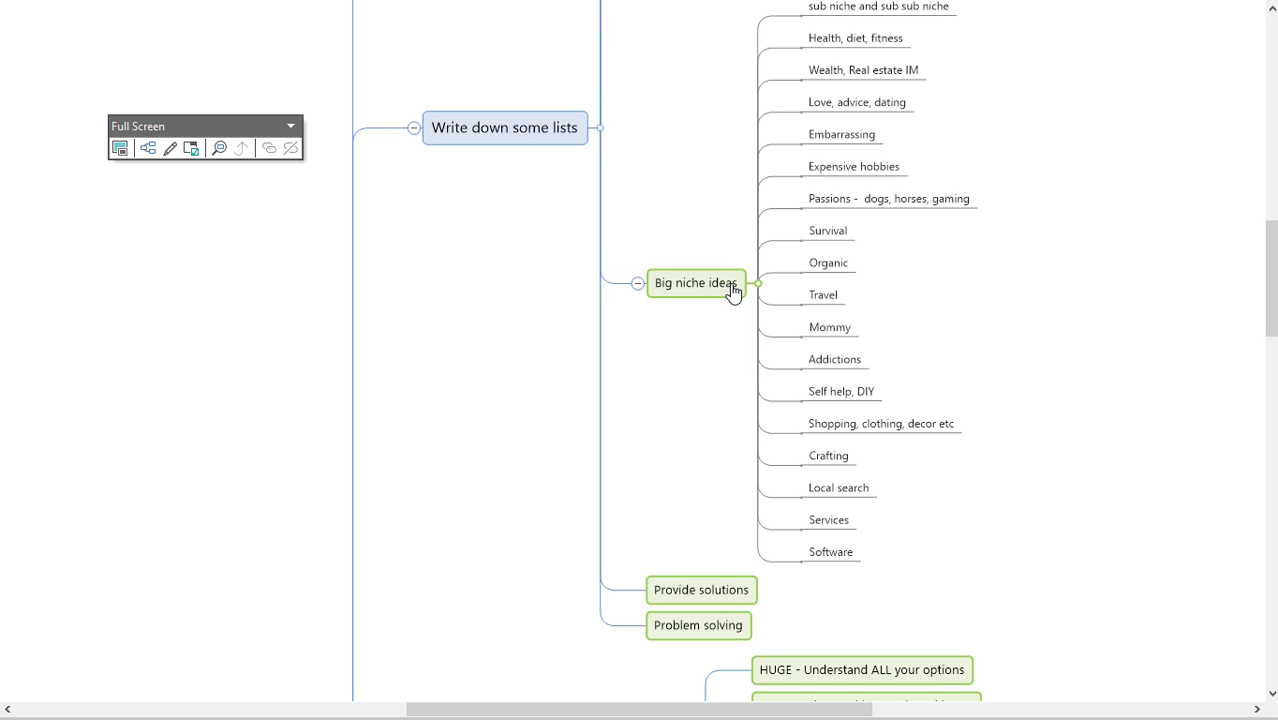 sub niche and sub sub niche
Health, diet, fitness
Wealth, Real estate IM
Love, advice, dating
Full Screen
Write down some lists
Embarrassing
Expensive hobbies
Passions -  dogs, horses, gaming
Survival
Organic
Big niche ideas
Travel
Mommy
Addictions
Self help, DIY
Shopping, clothing, decor etc
Crafting
Local search
Services
Software
Provide solutions
Problem solving
HUGE - Understand ALL your options